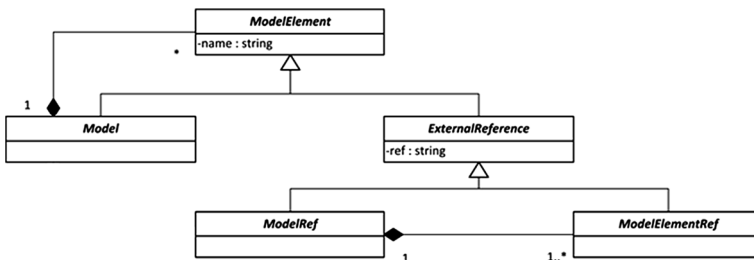 ModelElement
-name : string
*
1
Model
ExternalReference
-ref : string
ModelRef
ModelElementRef
1
1..*